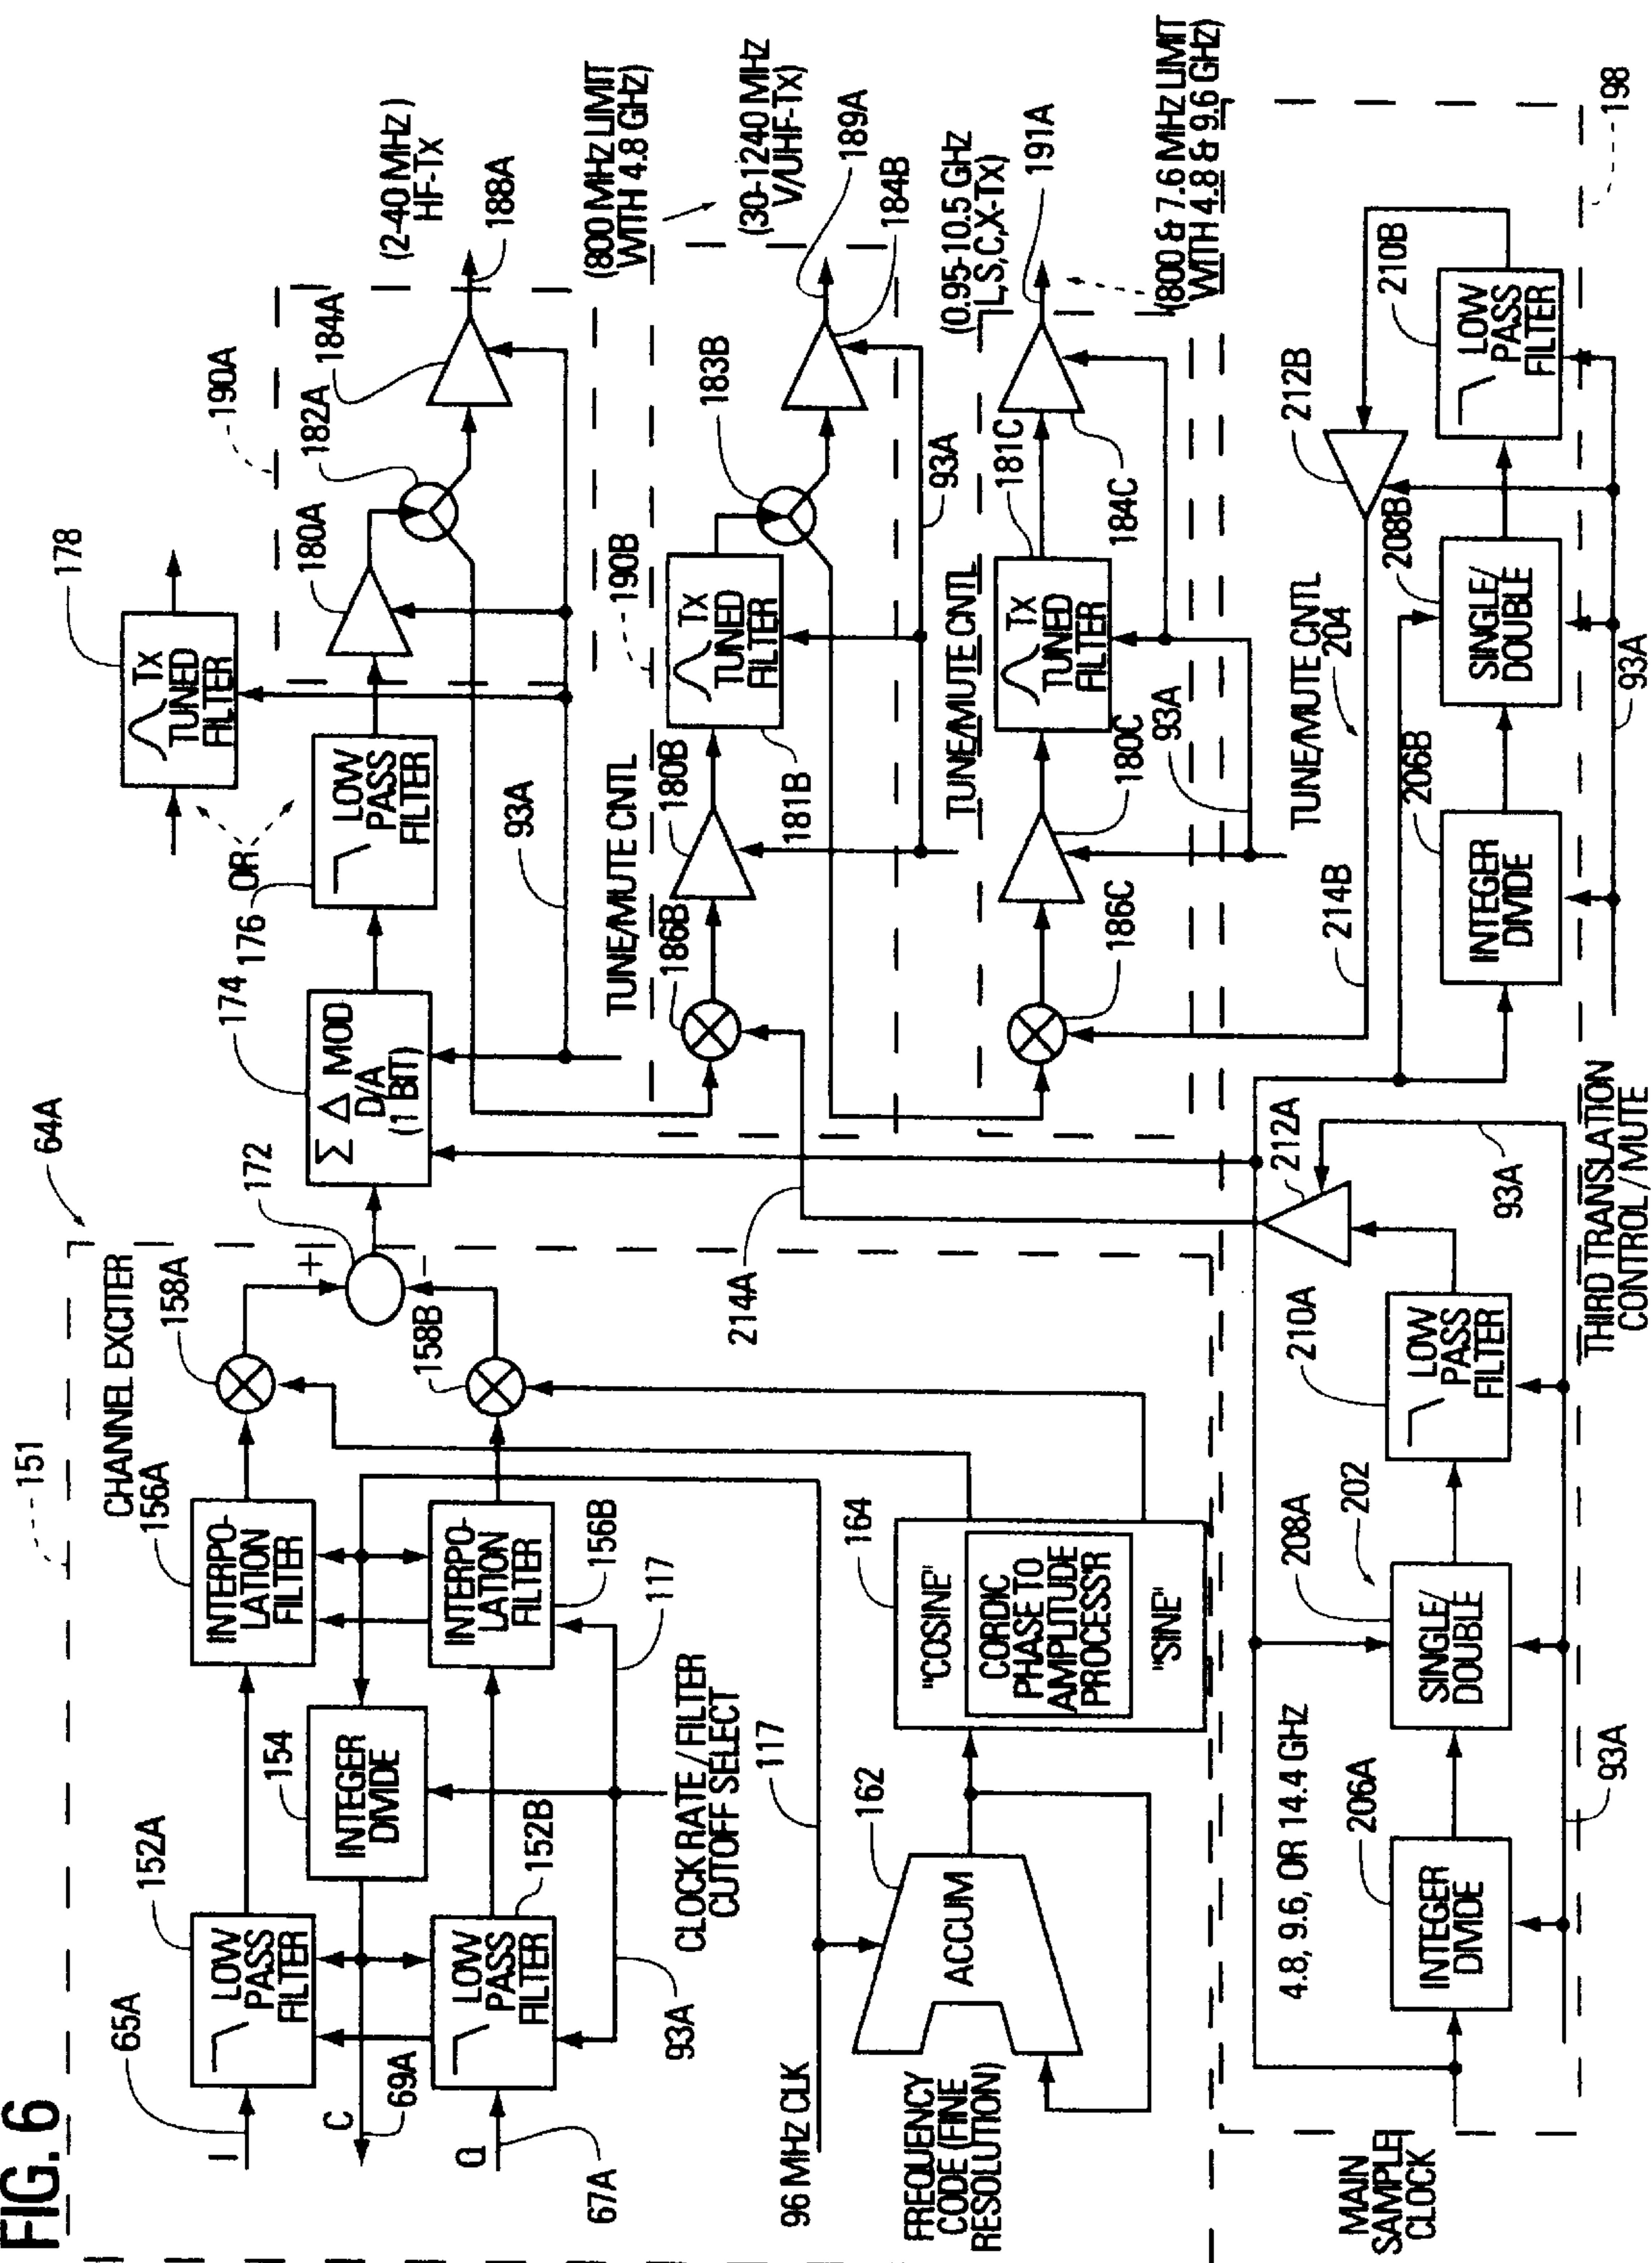 FIG. 6
151
64A
CHANNEL EXCITER
65A
I
152A
LOW
PASS
FILTER
156A
INTERPO-
LATION
FILTER
158A
+
172
−
174
Σ Δ MOD
D/A
(1 BIT)
176
OR
LOW
PASS
FILTER
178
TX
TUNED
FILTER
190A
180A
182A
184A
(2-40 MHz)
HF-TX
188A
C
69A
154
INTEGER
DIVIDE
Q
67A
152B
LOW
PASS
FILTER
INTERPO-
LATION
FILTER
156B
158B
93A
117
CLOCK RATE / FILTER
CUTOFF SELECT
93A
TUNE/MUTE CNTL
(800 MHz LIMIT
WITH 4.8 GHz)
190B
186B
180B
TX
TUNED
FILTER
181B
183B
(30-1240 MHz
V/UHF-TX)
189A
184B
93A
TUNE/MUTE CNTL
96 MHz CLK
117
214A
162
ACCUM
FREQUENCY
CODE (FINE
RESOLUTION)
164
"COSINE"
CORDIC
PHASE TO
AMPLITUDE
PROCESS'R
"SINE"
186C
180C
TX
TUNED
FILTER
181C
184C
93A
(0.95-10.5 GHz
L,S,C,X-TX)
191A
(800 & 7.6 MHz LIMIT
WITH 4.8 & 9.6 GHz)
TUNE/MUTE CNTL
204
MAIN
SAMPLE
CLOCK
4.8, 9.6, OR 14.4 GHz
206A
INTEGER
DIVIDE
208A
202
SINGLE/
DOUBLE
210A
LOW
PASS
FILTER
212A
93A
93A
THIRD TRANSLATION
CONTROL / MUTE
214B
206B
INTEGER
DIVIDE
208B
SINGLE/
DOUBLE
212B
210B
LOW
PASS
FILTER
93A
198